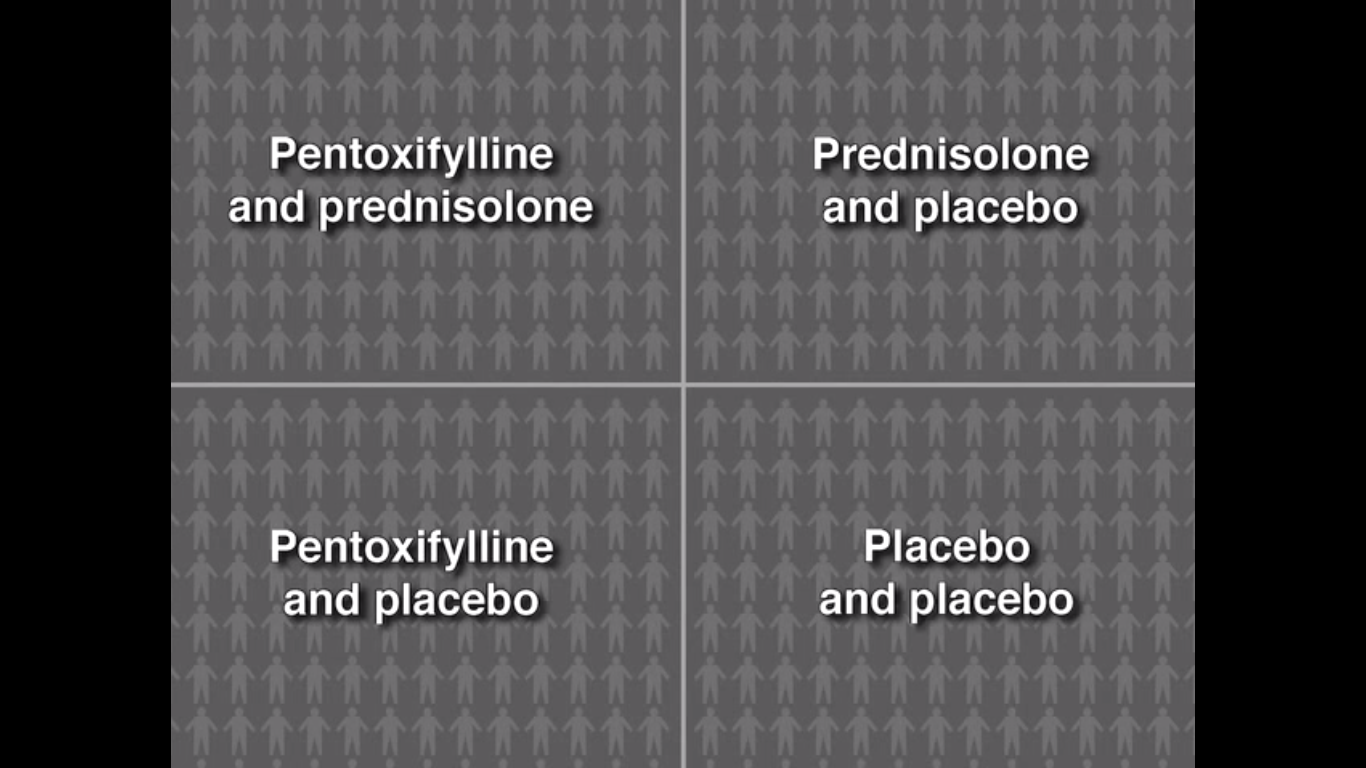 Pentoxifylline
and prednisolone
Prednisolone
and placebo
Pentoxifylline
and placebo
Placebo
and placebo